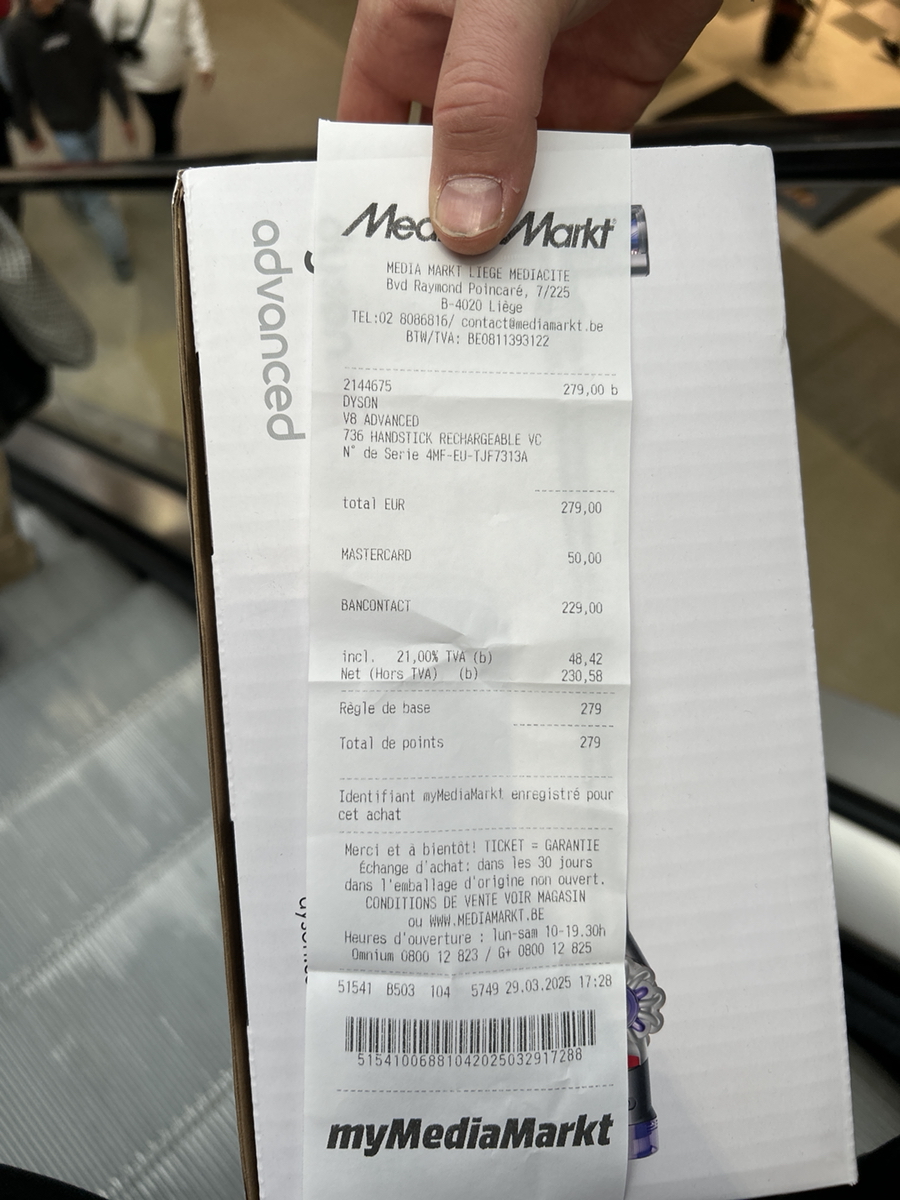 Med Markt
MEDIA MARKT LIEGE MEDIACITE
Bvd Raymond Poincaré, 7/225
B-4020 Liège
TEL:02 8086816/ contact@mediamarkt.be
BTW/TVA: BE0811393122
2144675 279,00 b
DYSON
V8 ADVANCED
736 HANDSTICK RECHARGEABLE VC
N° de Serie 4MF-EU-TJF7313A
total EUR 279,00
MASTERCARD 50,00
BANCONTACT 229,00
incl. 21,00% TVA (b) 48,42
Net (Hors TVA) (b) 230,58
Règle de base 279
Total de points 279
Identifiant myMediaMarkt enregistré pour
cet achat
Merci et à bientôt! TICKET = GARANTIE
Échange d'achat: dans les 30 jours
dans l'emballage d'origine non ouvert.
CONDITIONS DE VENTE VOIR MAGASIN
ou WWW.MEDIAMARKT.BE
Heures d'ouverture : lun-sam 10-19.30h
Omnium 0800 12 823 / G+ 0800 12 825
51541 B503 104 5749 29.03.2025 17:28
51541006881042025032917288
myMediaMarkt
advanced